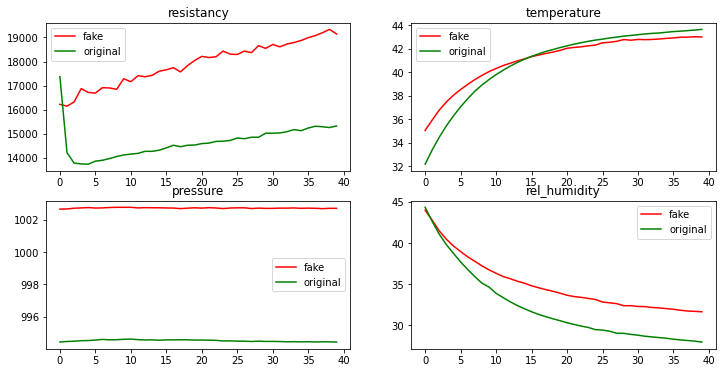 resistancy
fake
original
19000
18000
17000
16000
15000
14000
0 5 10 15 20 25 30 35 40
temperature
fake
original
44
42
40
38
36
34
32
0 5 10 15 20 25 30 35 40
pressure
fake
original
1002
1000
998
996
0 5 10 15 20 25 30 35 40
rel_humidity
fake
original
45
40
35
30
0 5 10 15 20 25 30 35 40